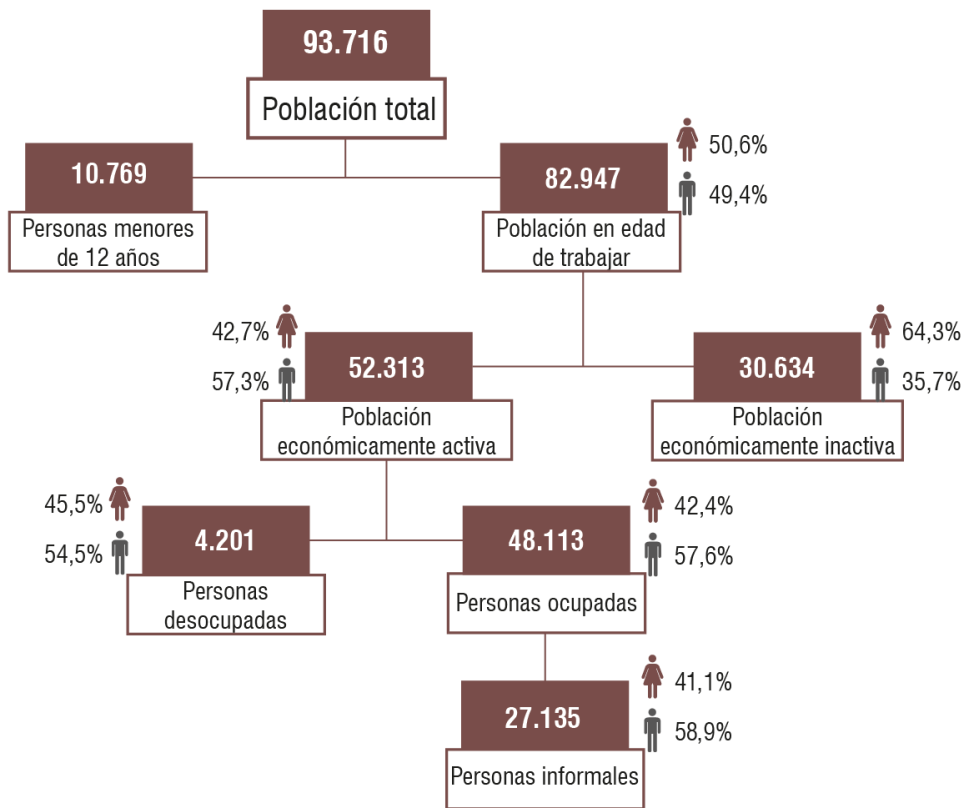 93.716
Población total
10.769
Personas menores
de 12 años
82.947
Población en edad
de trabajar
50,6%
49,4%
42,7%
57,3%
52.313
Población
económicamente activa
30.634
Población
económicamente inactiva
64,3%
35,7%
45,5%
54,5%
4.201
Personas
desocupadas
48.113
Personas ocupadas
42,4%
57,6%
27.135
Personas informales
41,1%
58,9%